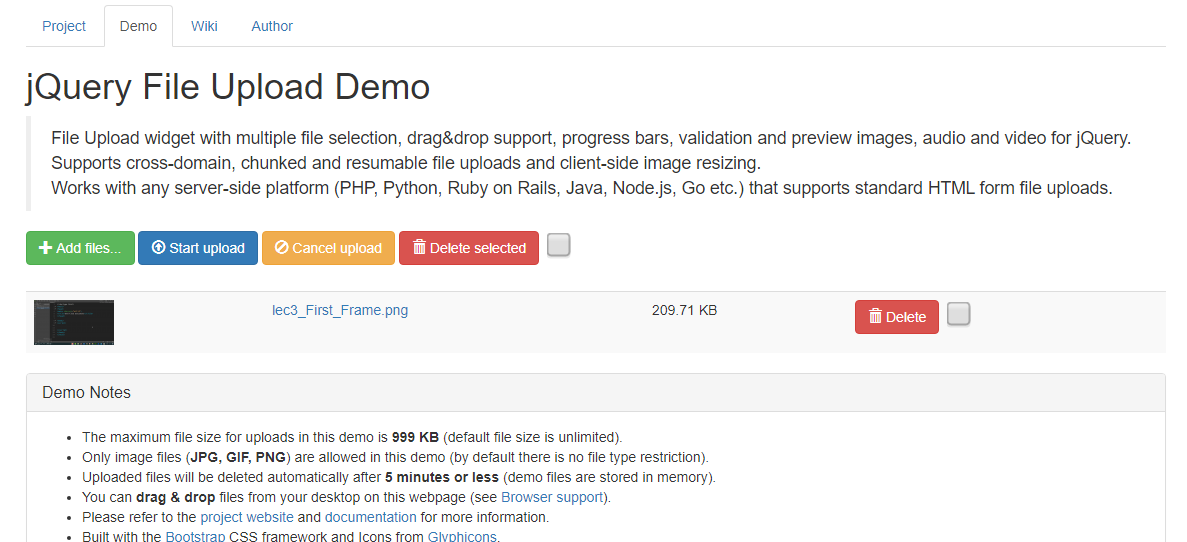 Project Demo Wiki Author
jQuery File Upload Demo
File Upload widget with multiple file selection, drag&drop support, progress bars, validation and preview images, audio and video for jQuery.
Supports cross-domain, chunked and resumable file uploads and client-side image resizing.
Works with any server-side platform (PHP, Python, Ruby on Rails, Java, Node.js, Go etc.) that supports standard HTML form file uploads.
Add files... Start upload Cancel upload Delete selected
lec3_First_Frame.png 209.71 KB Delete
Demo Notes
The maximum file size for uploads in this demo is 999 KB (default file size is unlimited).
Only image files (JPG, GIF, PNG) are allowed in this demo (by default there is no file type restriction).
Uploaded files will be deleted automatically after 5 minutes or less (demo files are stored in memory).
You can drag & drop files from your desktop on this webpage (see Browser support).
Please refer to the project website and documentation for more information.
Built with the Bootstrap CSS framework and Icons from Glyphicons.